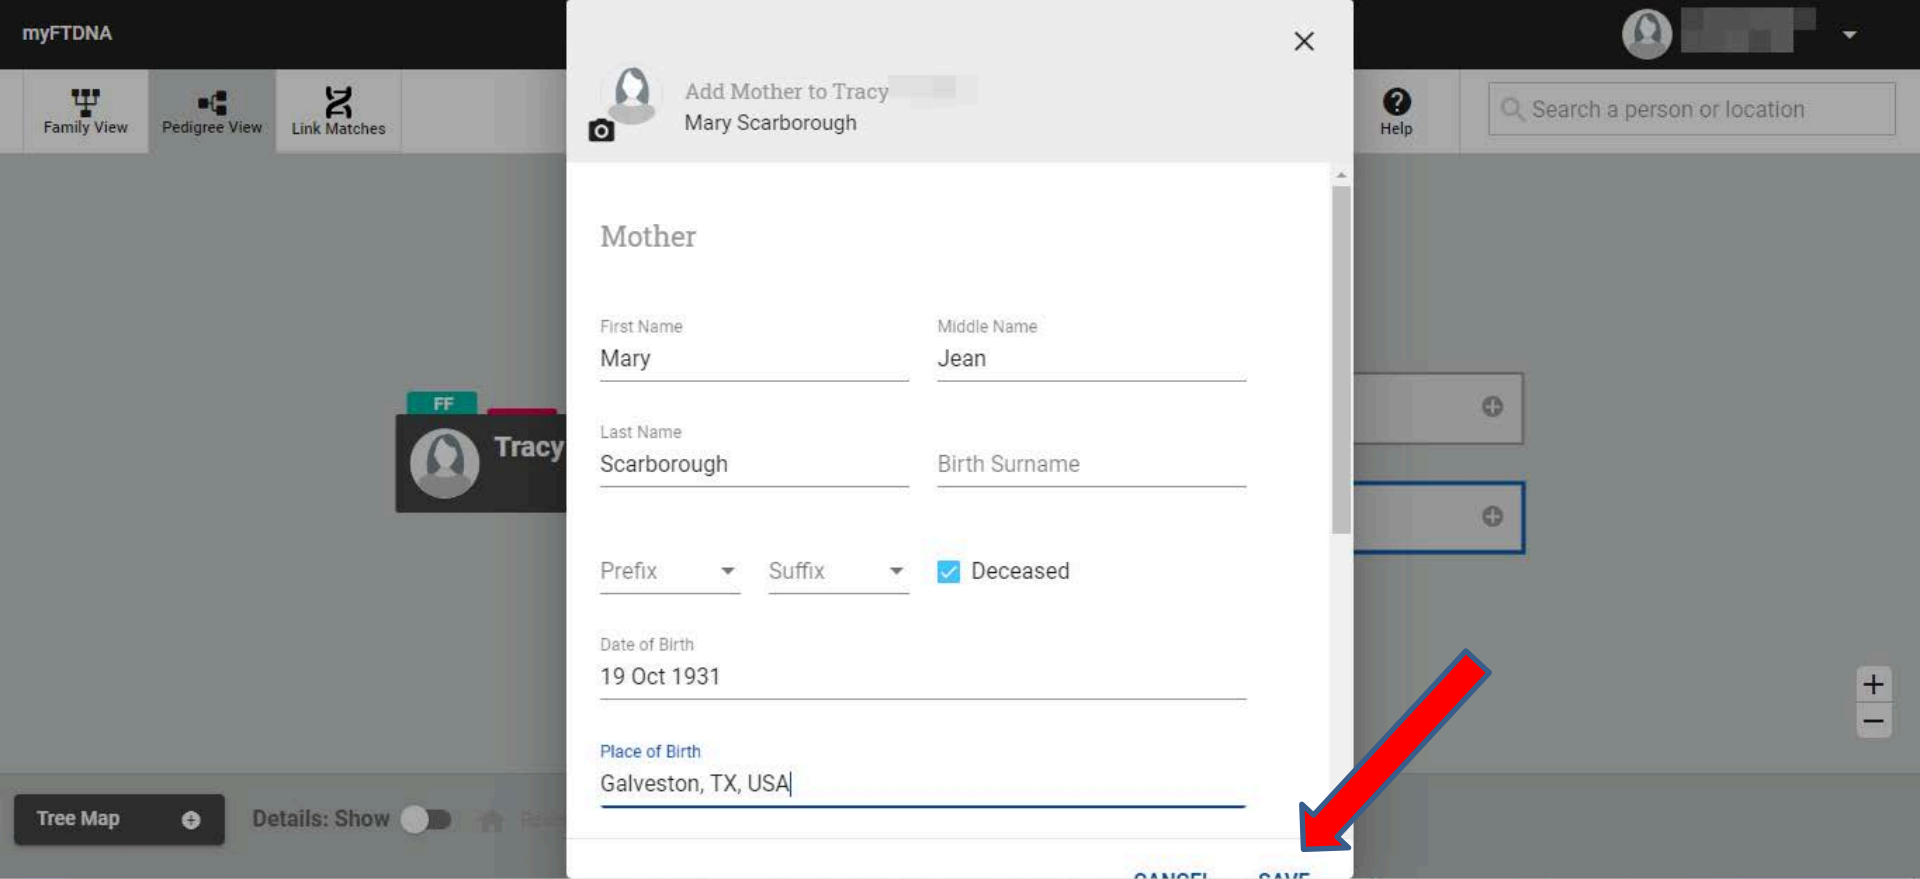 myFTDNA
Family View
Pedigree View
Link Matches
Add Mother to Tracy
Mary Scarborough
Help
Search a person or location
Mother
First Name
Mary
Middle Name
Jean
Last Name
Scarborough
Birth Surname
FF
Tracy
Prefix
Suffix
Deceased
Date of Birth
19 Oct 1931
Place of Birth
Galveston, TX, USA
Tree Map
Details: Show
CANCEL
SAVE